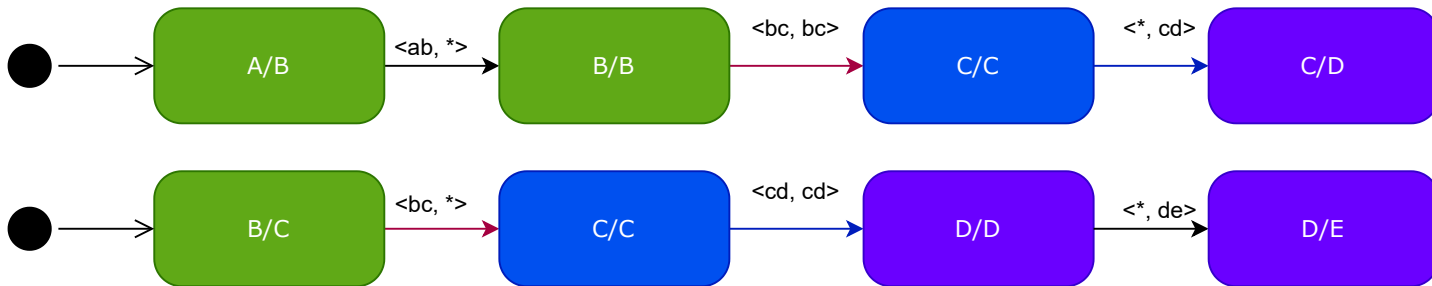 A/B
<ab, *>
B/B
<bc, bc>
C/C
<*, cd>
C/D
B/C
<bc, *>
C/C
<cd, cd>
D/D
<*, de>
D/E